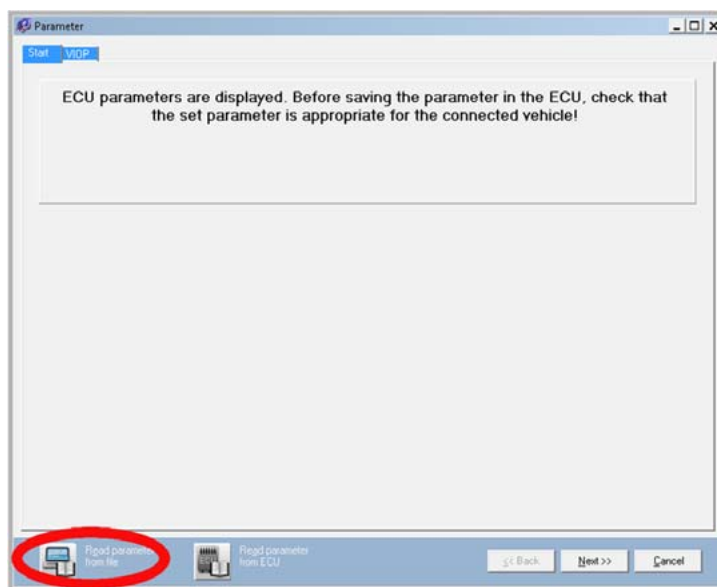 Parameter
Start VIOP
ECU parameters are displayed. Before saving the parameter in the ECU, check that
the set parameter is appropriate for the connected vehicle!
Read parameter
from file
Read parameter
from ECU
<< Back
Next >>
Cancel